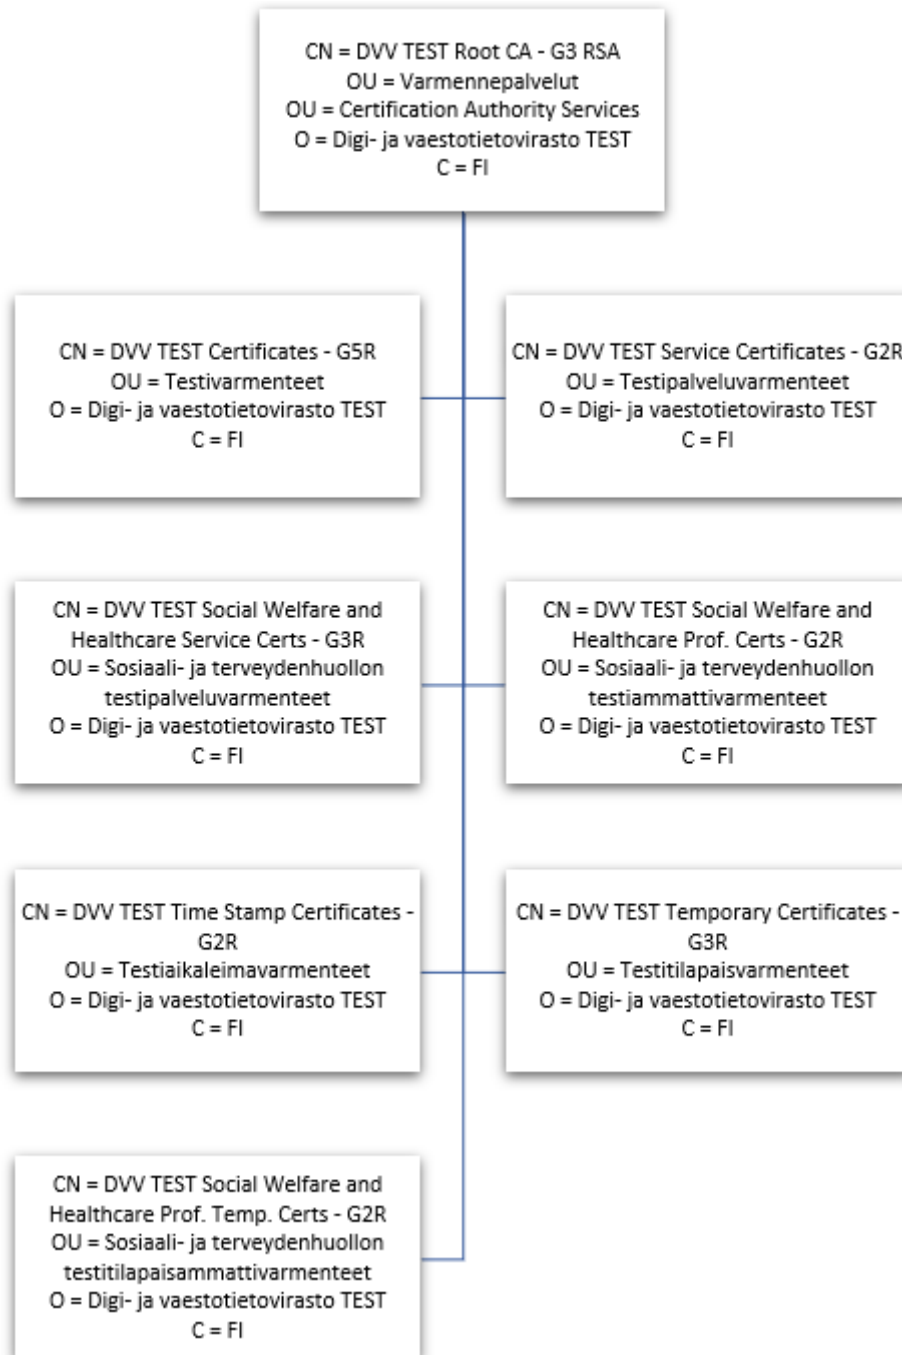 CN = DVV TEST Root CA - G3 RSA
OU = Varmennepalvelut
OU = Certification Authority Services
O = Digi- ja vaestotietovirasto TEST
C = FI
CN = DVV TEST Certificates - G5R
OU = Testivarmenteet
O = Digi- ja vaestotietovirasto TEST
C = FI
CN = DVV TEST Service Certificates - G2R
OU = Testipalveluvarmenteet
O = Digi- ja vaestotietovirasto TEST
C = FI
CN = DVV TEST Social Welfare and
Healthcare Service Certs - G3R
OU = Sosiaali- ja terveydenhuollon
testipalveluvarmenteet
O = Digi- ja vaestotietovirasto TEST
C = FI
CN = DVV TEST Social Welfare and
Healthcare Prof. Certs - G2R
OU = Sosiaali- ja terveydenhuollon
testiammattivarmenteet
O = Digi- ja vaestotietovirasto TEST
C = FI
CN = DVV TEST Time Stamp Certificates -
G2R
OU = Testiaikaleimavarmenteet
O = Digi- ja vaestotietovirasto TEST
C = FI
CN = DVV TEST Temporary Certificates -
G3R
OU = Testitilapaisvarmenteet
O = Digi- ja vaestotietovirasto TEST
C = FI
CN = DVV TEST Social Welfare and
Healthcare Prof. Temp. Certs - G2R
OU = Sosiaali- ja terveydenhuollon
testitilapaisammattivarmenteet
O = Digi- ja vaestotietovirasto TEST
C = FI